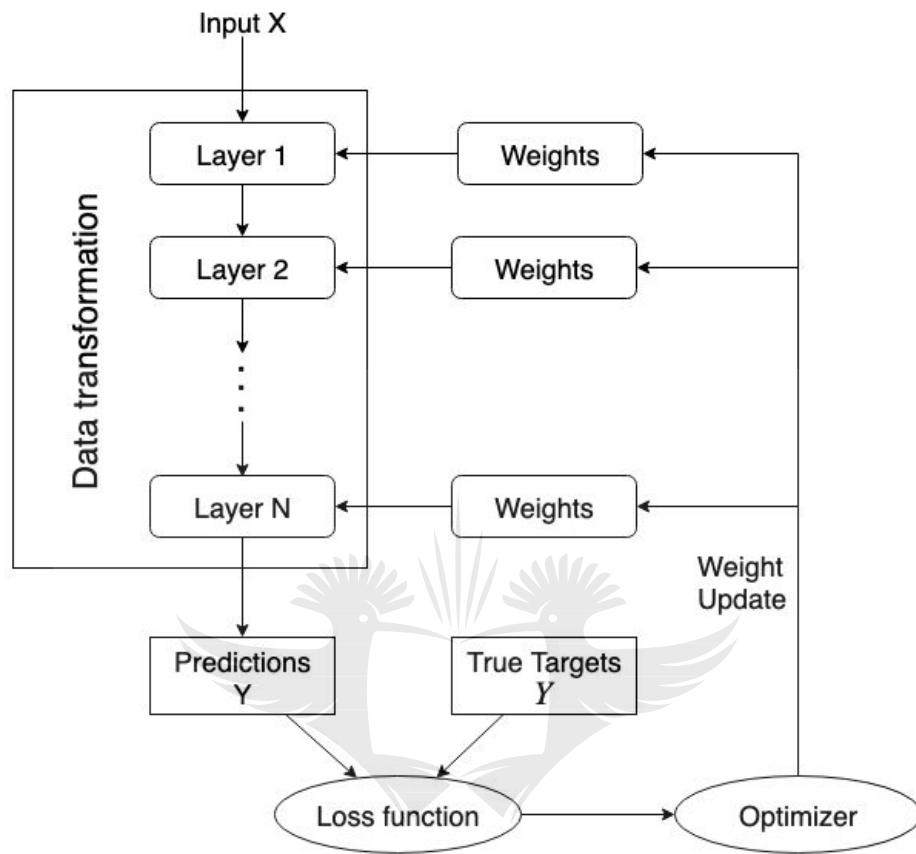 Input X
Data transformation
Layer 1
Weights
Layer 2
Weights
Layer N
Weights
Weight
Update
Predictions
Y
True Targets
Y
Loss function
Optimizer